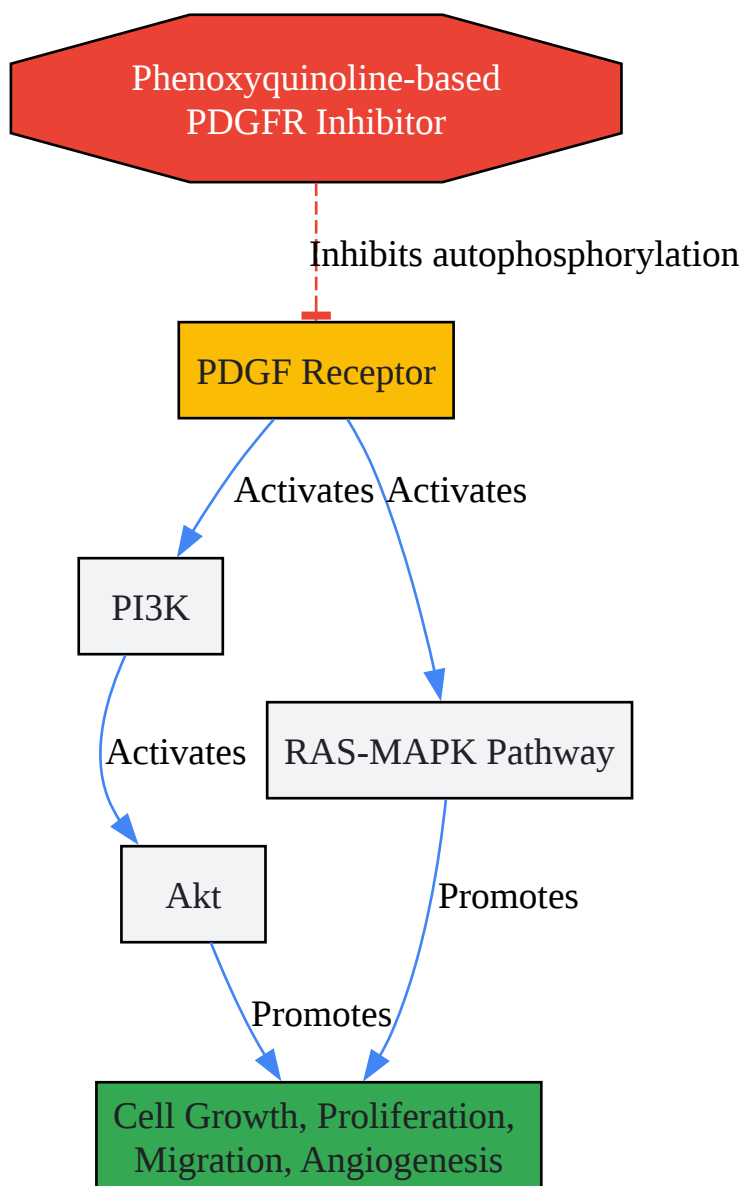 Phenoxyquinoline-based
PDGFR Inhibitor
Inhibits autophosphorylation
PDGF Receptor
Activates
Activates
PI3K
Activates
RAS-MAPK Pathway
Akt
Promotes
Promotes
Cell Growth, Proliferation,
Migration, Angiogenesis